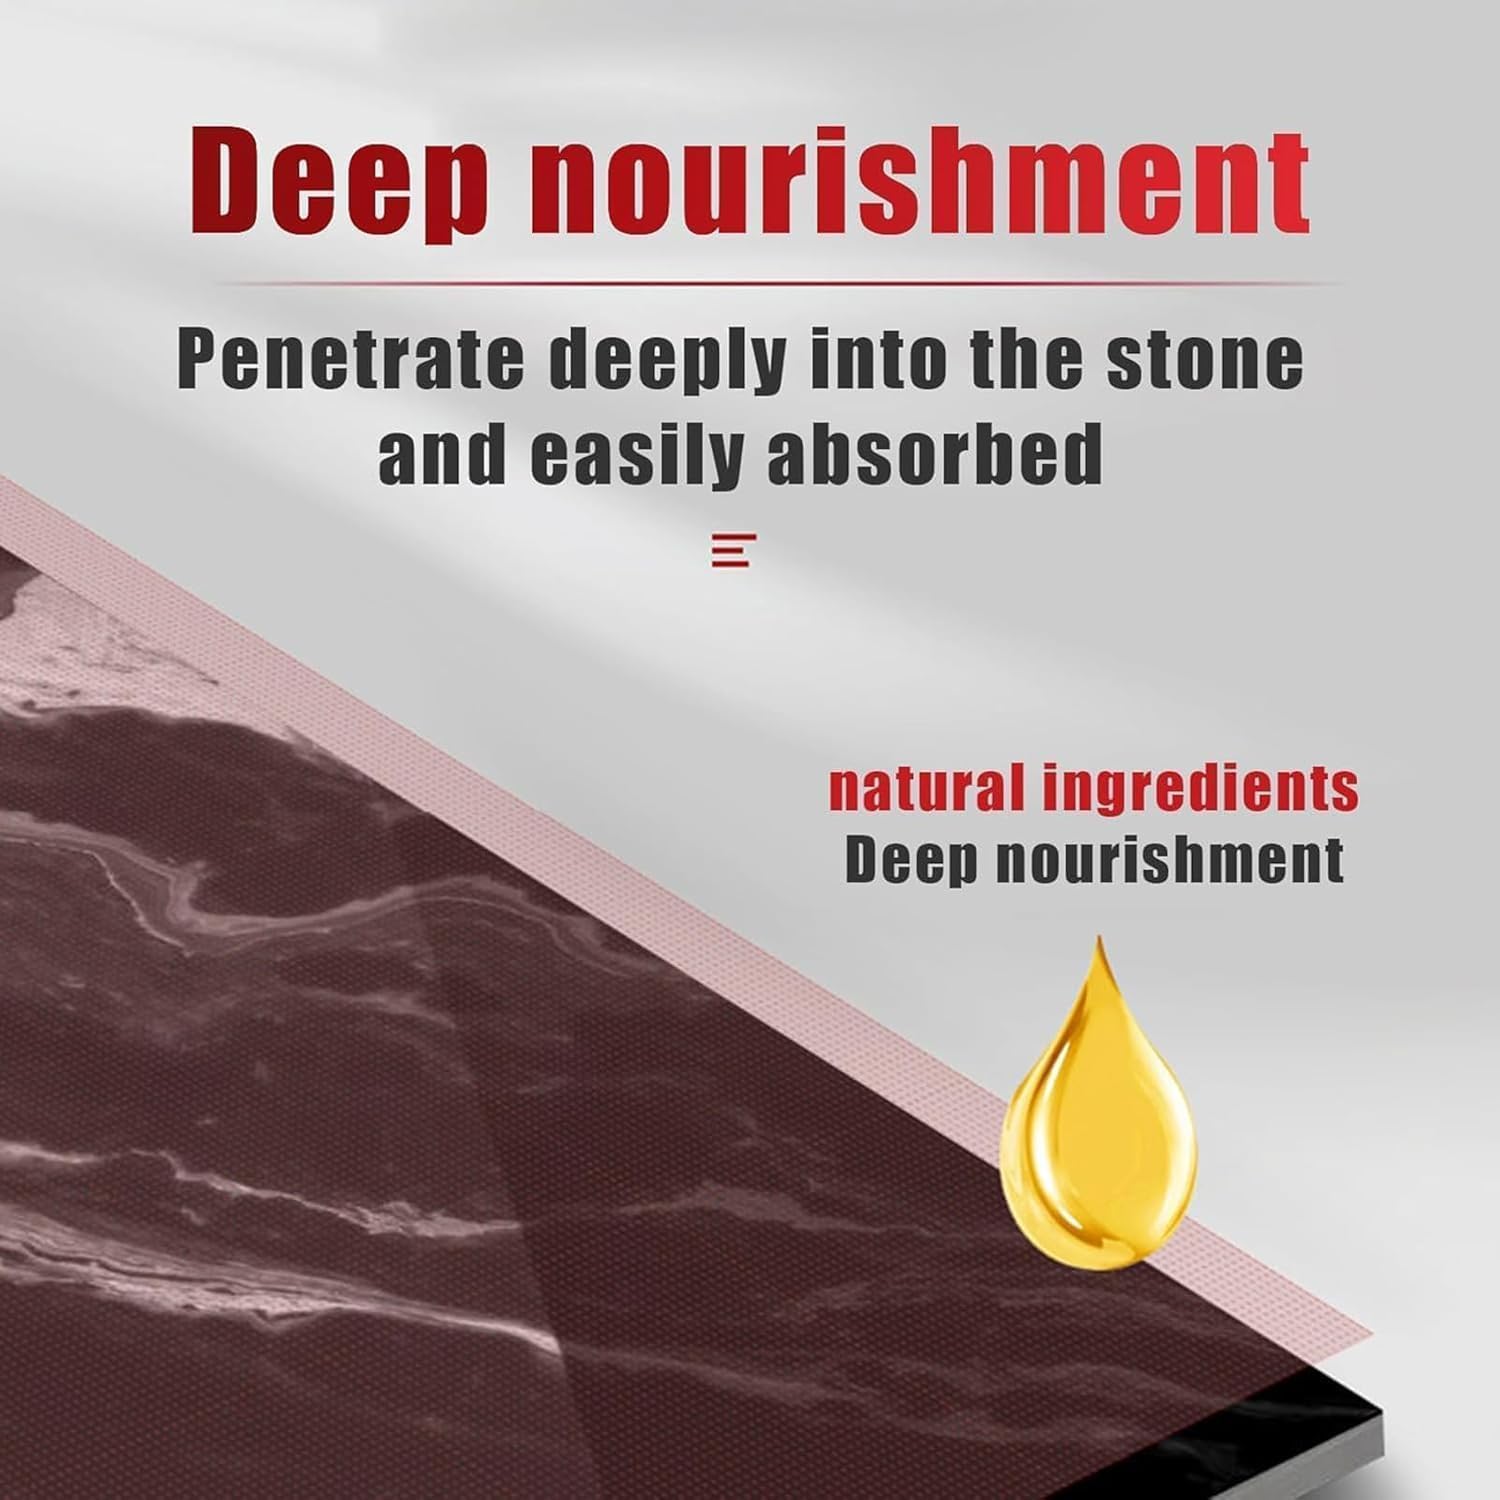 Deep nourishment
Penetrate deeply into the stone
and easily absorbed
natural ingredients
Deep nourishment